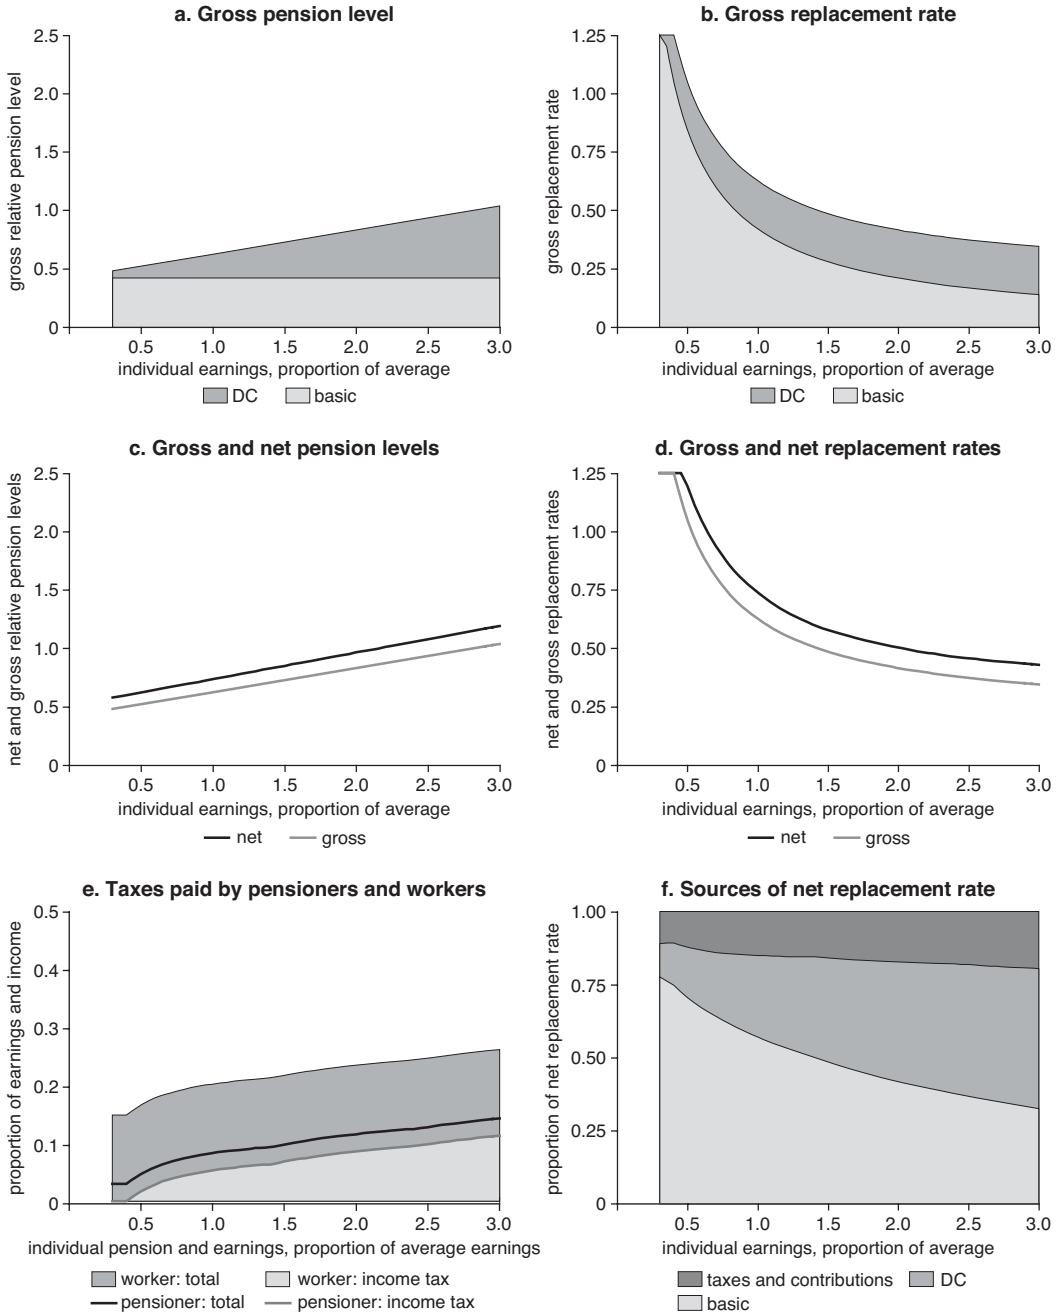 a. Gross pension level
gross relative pension level
2.5
2.0
1.5
1.0
0.5
0
0.5 1.0 1.5 2.0 2.5 3.0
individual earnings, proportion of average
DC basic
b. Gross replacement rate
gross replacement rate
1.25
1.00
0.75
0.50
0.25
0
0.5 1.0 1.5 2.0 2.5 3.0
individual earnings, proportion of average
DC basic
c. Gross and net pension levels
net and gross relative pension levels
2.5
2.0
1.5
1.0
0.5
0
0.5 1.0 1.5 2.0 2.5 3.0
individual earnings, proportion of average
net gross
d. Gross and net replacement rates
net and gross replacement rates
1.25
1.00
0.75
0.50
0.25
0
0.5 1.0 1.5 2.0 2.5 3.0
individual earnings, proportion of average
net gross
e. Taxes paid by pensioners and workers
proportion of earnings and income
0.5
0.4
0.3
0.2
0.1
0
0.5 1.0 1.5 2.0 2.5 3.0
individual pension and earnings, proportion of average earnings
worker: total worker: income tax
pensioner: total pensioner: income tax
f. Sources of net replacement rate
proportion of net replacement rate
1.00
0.75
0.50
0.25
0
0.5 1.0 1.5 2.0 2.5 3.0
individual earnings, proportion of average
taxes and contributions DC
basic